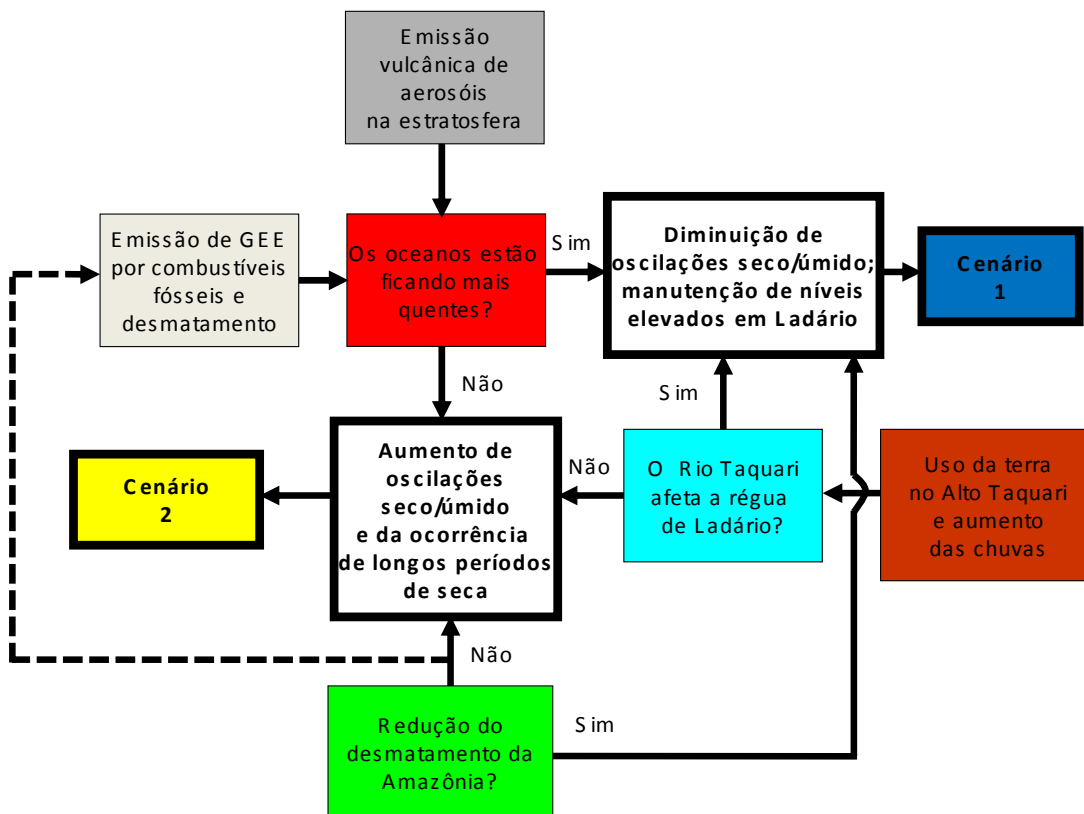 Emissão
vulcânica de
aerosóis
na estratosfera
Emissão de GEE
por combustíveis
fósseis e
desmatamento
Os oceanos estão
ficando mais
quentes?
Sim
Diminuição de
oscilações seco/úmido;
manutenção de níveis
elevados em Ladário
Cenário
1
Não
Sim
Cenário
2
Aumento de
oscilações
seco/úmido
e da ocorrência
de longos períodos
de seca
Não
O Rio Taquari
afeta a régua
de Ladário?
Uso da terra
no Alto Taquari
e aumento
das chuvas
Não
Redução do
desmatamento da
Amazônia?
Sim